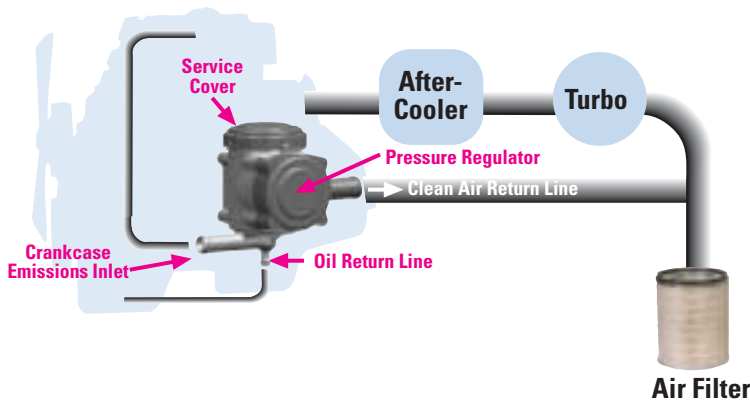 Service
Cover
After-
Cooler
Turbo
Pressure Regulator
Clean Air Return Line
Crankcase
Emissions Inlet
Oil Return Line
Air Filter